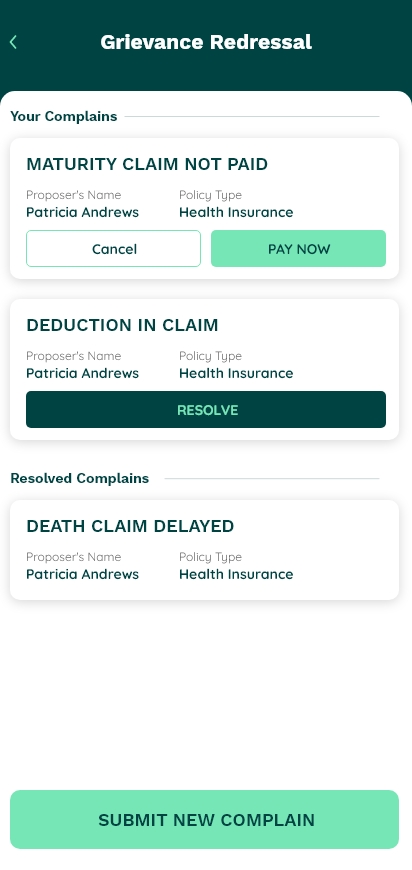 Grievance Redressal
Your Complains
MATURITY CLAIM NOT PAID
Proposer's Name Policy Type
Patricia Andrews Health Insurance
Cancel PAY NOW
DEDUCTION IN CLAIM
Proposer's Name Policy Type
Patricia Andrews Health Insurance
RESOLVE
Resolved Complains
DEATH CLAIM DELAYED
Proposer's Name Policy Type
Patricia Andrews Health Insurance
SUBMIT NEW COMPLAIN